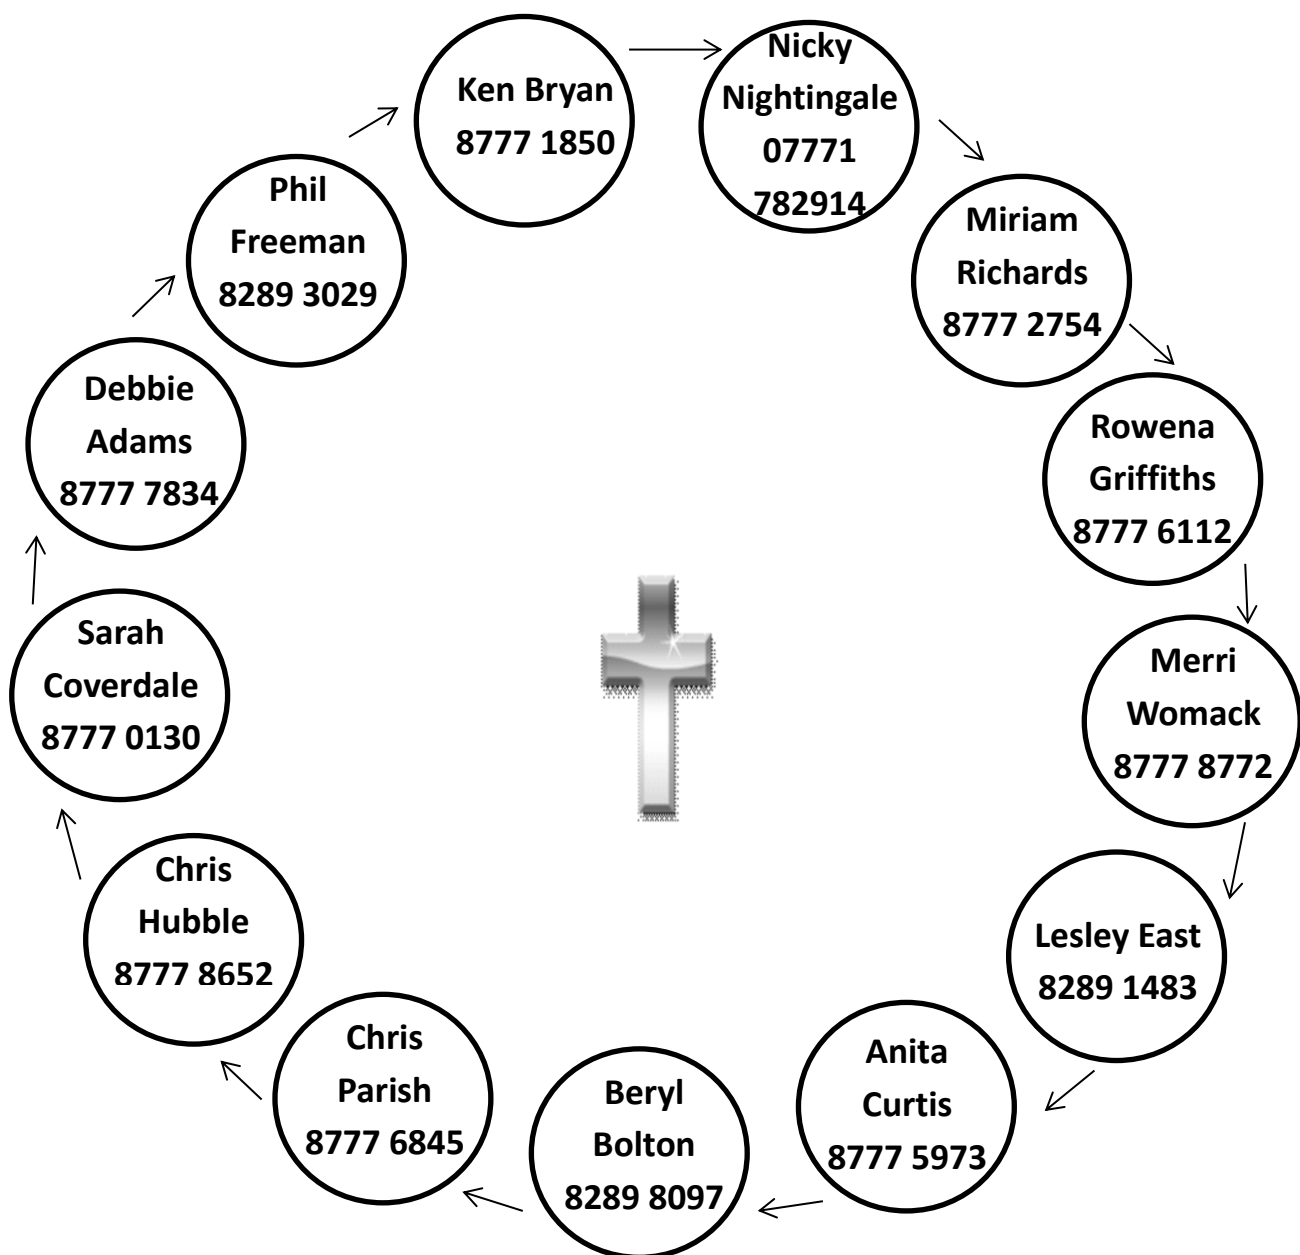 Ken Bryan
8777 1850
Nicky
Nightingale
07771
782914
Miriam
Richards
8777 2754
Rowena
Griffiths
8777 6112
Merri
Womack
8777 8772
Lesley East
8289 1483
Anita
Curtis
8777 5973
Beryl
Bolton
8289 8097
Chris
Parish
8777 6845
Chris
Hubble
8777 8652
Sarah
Coverdale
8777 0130
Debbie
Adams
8777 7834
Phil
Freeman
8289 3029